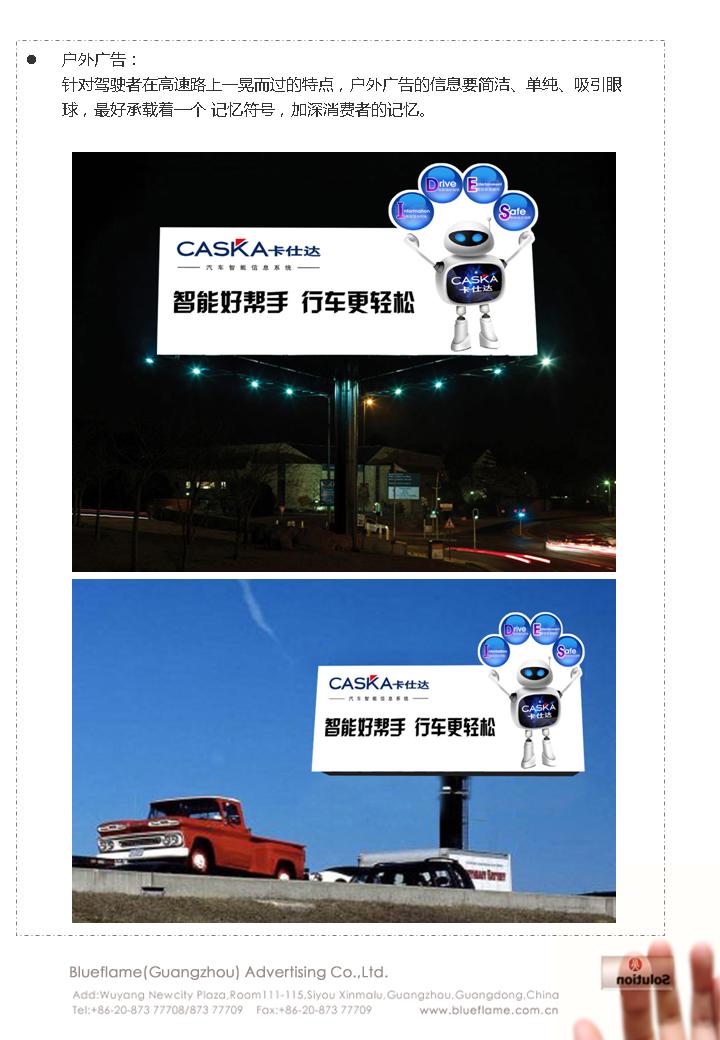 ● 户外广告：
针对驾驶者在高速路上一晃而过的特点，户外广告的信息要简洁、单纯、吸引眼
球，最好承载着一个 记忆符号，加深消费者的记忆。
Information
Drive
Entertainment
Safe
CASKA卡仕达
汽车智能信息系统
智能好帮手 行车更轻松
CASKA
卡仕达
Information
Drive
Entertainment
Safe
CASKA卡仕达
汽车智能信息系统
智能好帮手 行车更轻松
CASKA
卡仕达
Blueflame(Guangzhou) Advertising Co.,Ltd.
Add:Wuyang Newcity Plaza,Room111-115,Siyou Xinmalu,Guangzhou,Guangdong,China
Tel:+86-20-873 77708/873 77709 Fax:+86-20-873 77709 www.blueflame.com.cn
Solution